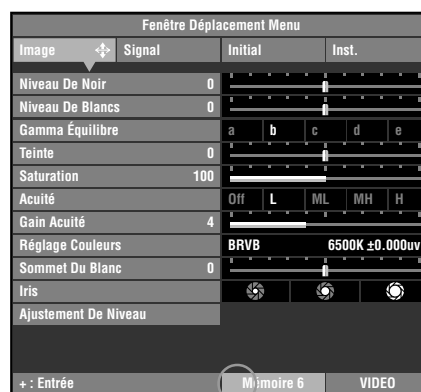 Fenêtre Déplacement Menu
Image Signal Initial Inst.
Niveau De Noir 0
Niveau De Blancs 0
Gamma Équilibre a b c d e
Teinte 0
Saturation 100
Acuité Off L ML MH H
Gain Acuité 4
Réglage Couleurs BRVB 6500K ±0.000uv
Sommet Du Blanc 0
Iris
Ajustement De Niveau
+ : Entrée Mémoire 6 VIDEO